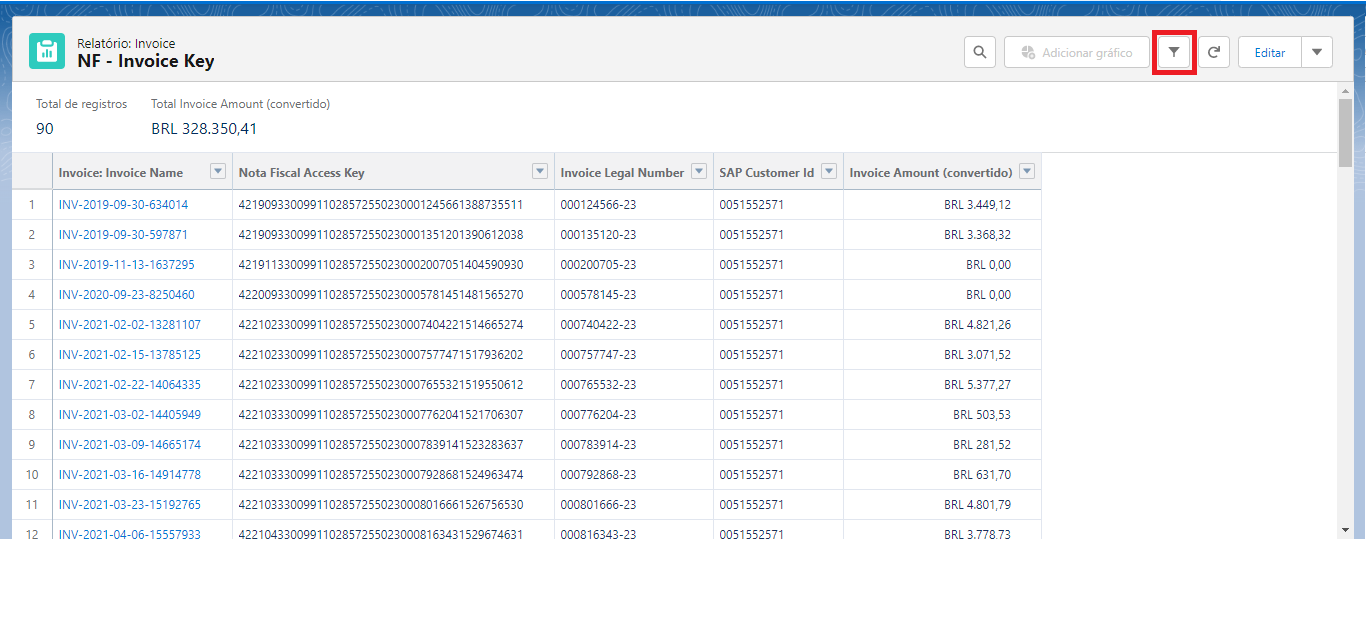 Relatório: Invoice
NF - Invoice Key
Adicionar gráfico
Editar
Total de registros Total Invoice Amount (convertido)
90 BRL 328.350,41
Invoice: Invoice Name Nota Fiscal Access Key Invoice Legal Number SAP Customer Id Invoice Amount (convertido)
1 INV-2019-09-30-634014 42190933009911028572550230001245661388735511 000124566-23 0051552571 BRL 3.449,12
2 INV-2019-09-30-597871 42190933009911028572550230001351201390612038 000135120-23 0051552571 BRL 3.368,32
3 INV-2019-11-13-1637295 42191133009911028572550230002007051404590930 000200705-23 0051552571 BRL 0,00
4 INV-2020-09-23-8250460 42200933009911028572550230005781451481565270 000578145-23 0051552571 BRL 0,00
5 INV-2021-02-02-13281107 42210233009911028572550230007404221514665274 000740422-23 0051552571 BRL 4.821,26
6 INV-2021-02-15-13785125 42210233009911028572550230007577471517936202 000757747-23 0051552571 BRL 3.071,52
7 INV-2021-02-22-14064335 42210233009911028572550230007655321519550612 000765532-23 0051552571 BRL 5.377,27
8 INV-2021-03-02-14405949 42210333009911028572550230007762041521706307 000776204-23 0051552571 BRL 503,53
9 INV-2021-03-09-14665174 42210333009911028572550230007839141523283637 000783914-23 0051552571 BRL 281,52
10 INV-2021-03-16-14914778 42210333009911028572550230007928681524963474 000792868-23 0051552571 BRL 631,70
11 INV-2021-03-23-15192765 42210333009911028572550230008016661526756530 000801666-23 0051552571 BRL 4.801,79
12 INV-2021-04-06-15557933 42210433009911028572550230008163431529674631 000816343-23 0051552571 BRL 3.778,73